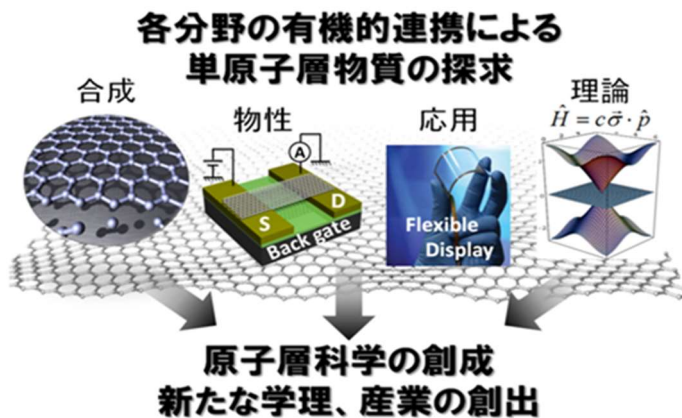 各分野の有機的連携による
単原子層物質の探求
合成
物性
応用
理論
Ĥ = cσ⃗ · p̂
A
S
D
Back gate
Flexible
Display
原子層科学の創成
新たな学理、産業の創出